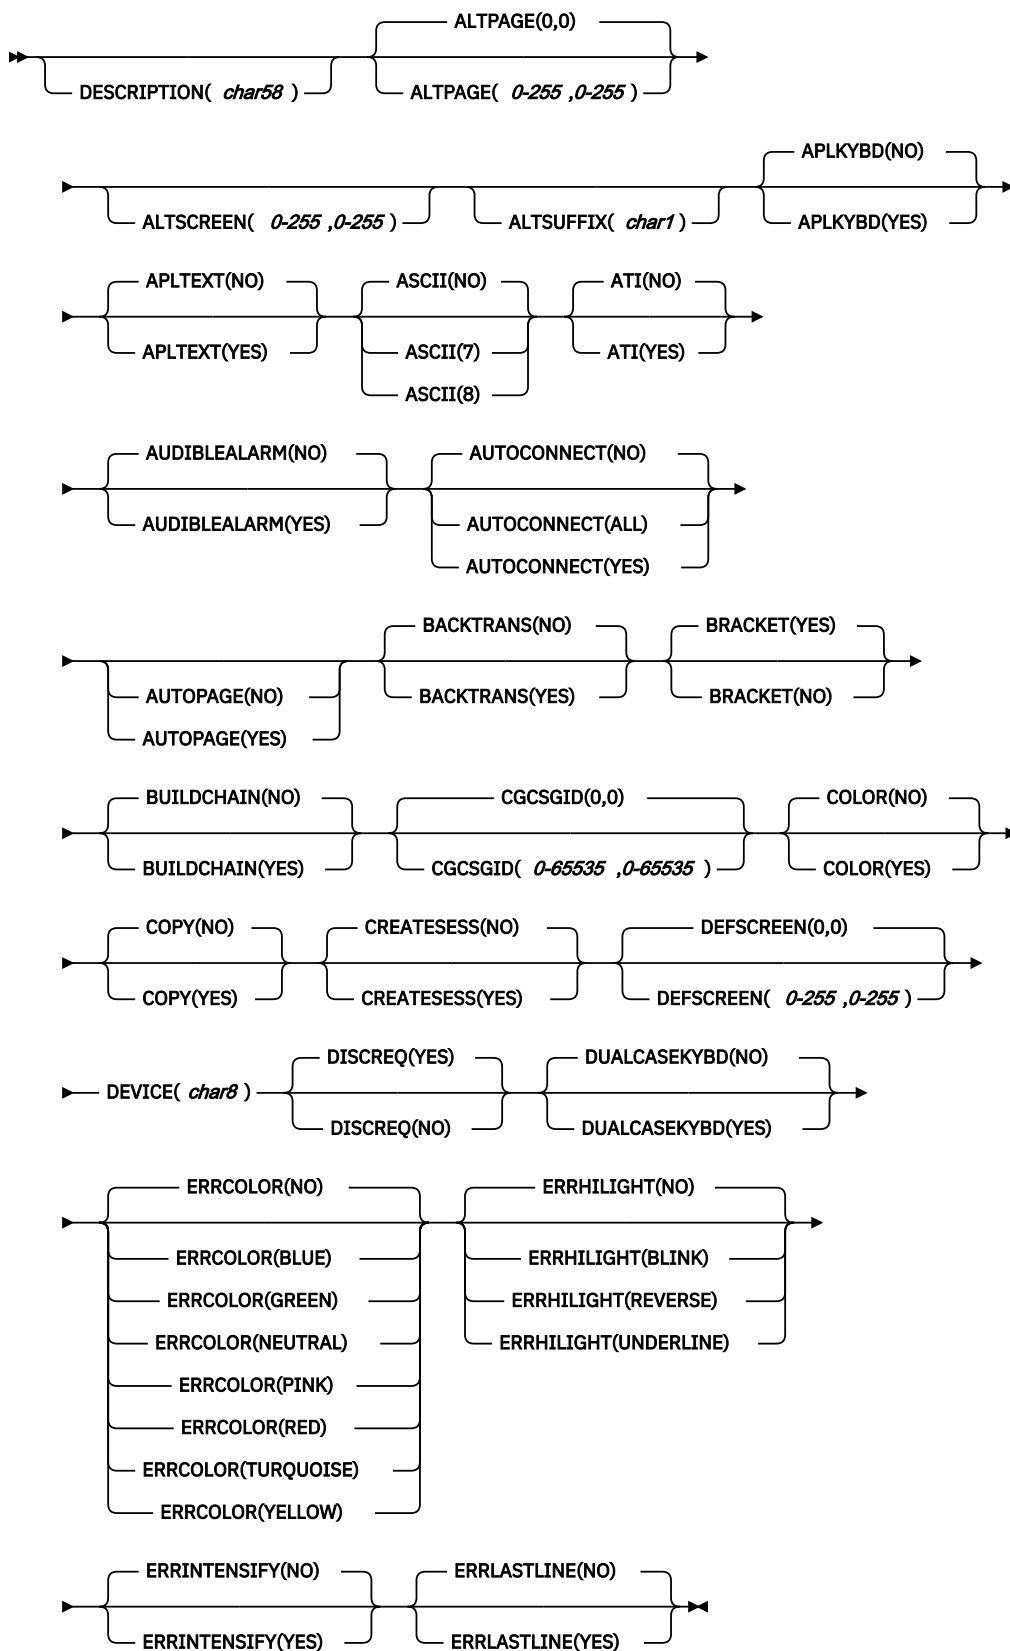 ALTPAGE(0,0)
DESCRIPTION( char58 )
ALTPAGE( 0-255 ,0-255 )
APLKYBD(NO)
ALTSCREEN( 0-255 ,0-255 )
ALTSUFFIX( char1 )
APLKYBD(YES)
APLTEXT(NO)
ASCII(NO)
ATI(NO)
APLTEXT(YES)
ASCII(7)
ATI(YES)
ASCII(8)
AUDIBLEALARM(NO)
AUTOCONNECT(NO)
AUDIBLEALARM(YES)
AUTOCONNECT(ALL)
AUTOCONNECT(YES)
BACKTRANS(NO)
BRACKET(YES)
AUTOPAGE(NO)
BACKTRANS(YES)
BRACKET(NO)
AUTOPAGE(YES)
BUILDCHAIN(NO)
CGCSGID(0,0)
COLOR(NO)
BUILDCHAIN(YES)
CGCSGID( 0-65535 ,0-65535 )
COLOR(YES)
COPY(NO)
CREATESESS(NO)
DEFSCREEN(0,0)
COPY(YES)
CREATESESS(YES)
DEFSCREEN( 0-255 ,0-255 )
DISCREQ(YES)
DUALCASEKYBD(NO)
DEVICE( char8 )
DISCREQ(NO)
DUALCASEKYBD(YES)
ERRCOLOR(NO)
ERRHILIGHT(NO)
ERRCOLOR(BLUE)
ERRHILIGHT(BLINK)
ERRCOLOR(GREEN)
ERRHILIGHT(REVERSE)
ERRCOLOR(NEUTRAL)
ERRHILIGHT(UNDERLINE)
ERRCOLOR(PINK)
ERRCOLOR(RED)
ERRCOLOR(TURQUOISE)
ERRCOLOR(YELLOW)
ERRINTENSIFY(NO)
ERRLASTLINE(NO)
ERRINTENSIFY(YES)
ERRLASTLINE(YES)